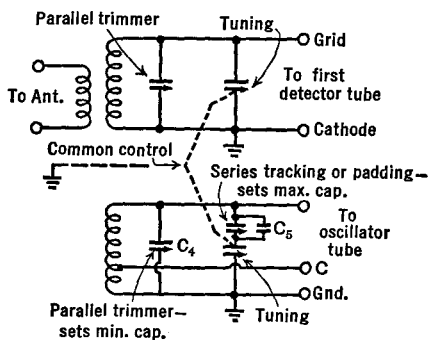 Parallel trimmer
Tuning
Grid
To first
detector tube
To Ant.
Cathode
Common control
Series tracking or padding–
sets max. cap.
To
oscillator
tube
C4
C5
C
Gnd.
Parallel trimmer–
sets min. cap.
Tuning